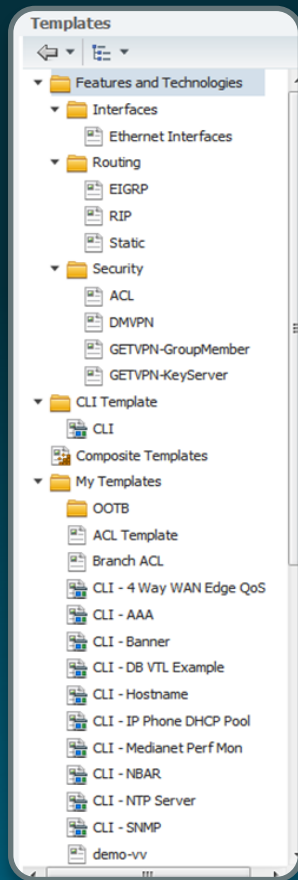 Templates
Features and Technologies
Interfaces
Ethernet Interfaces
Routing
EIGRP
RIP
Static
Security
ACL
DMVPN
GETVPN-GroupMember
GETVPN-KeyServer
CLI Template
CLI
Composite Templates
My Templates
OOTB
ACL Template
Branch ACL
CLI - 4 Way WAN Edge QoS
CLI - AAA
CLI - Banner
CLI - DB VTL Example
CLI - Hostname
CLI - IP Phone DHCP Pool
CLI - Medianet Perf Mon
CLI - NBAR
CLI - NTP Server
CLI - SNMP
demo-vv